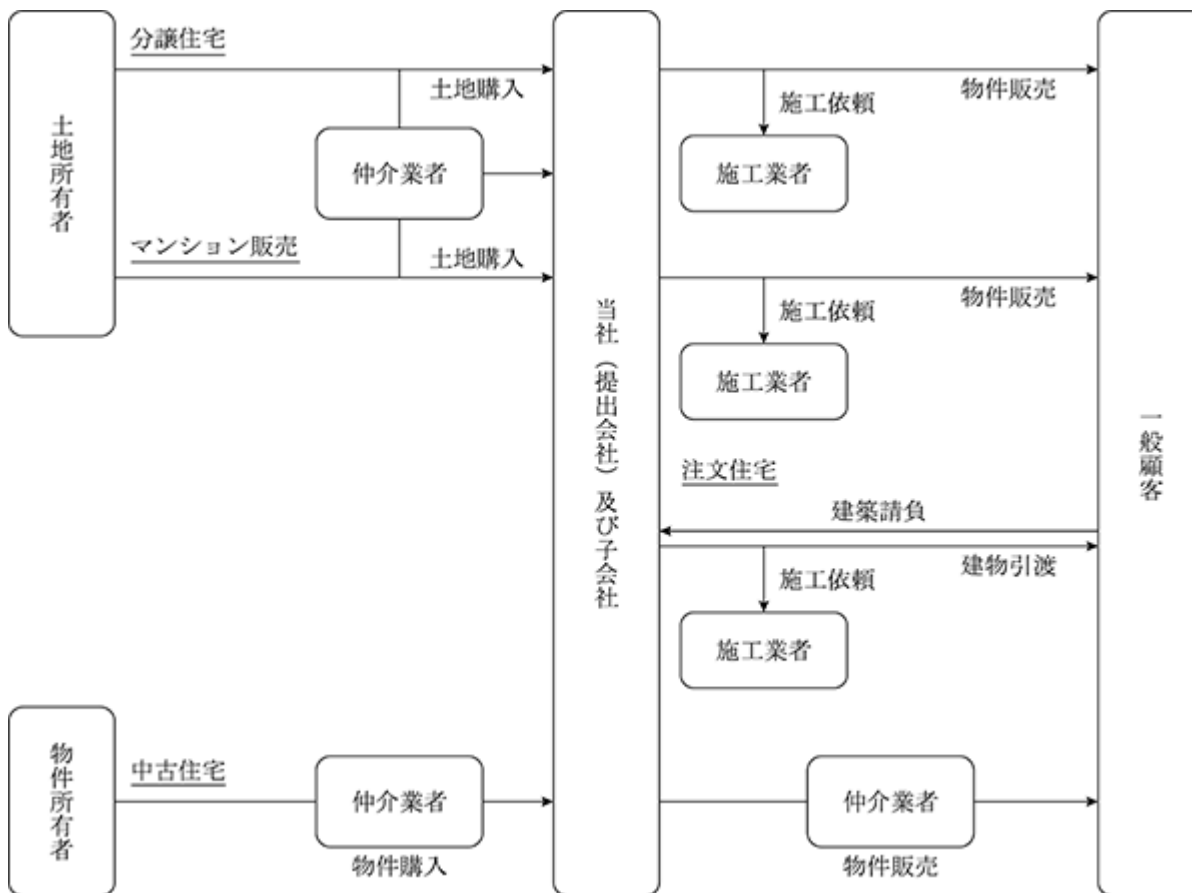 分譲住宅
土地購入
物件販売
施工依頼
土地所有者
仲介業者
施工業者
マンション販売
土地購入
物件販売
施工依頼
当社（提出会社）及び子会社
施工業者
一般顧客
注文住宅
建築請負
建物引渡
施工依頼
施工業者
物件所有者
中古住宅
仲介業者
仲介業者
物件購入
物件販売